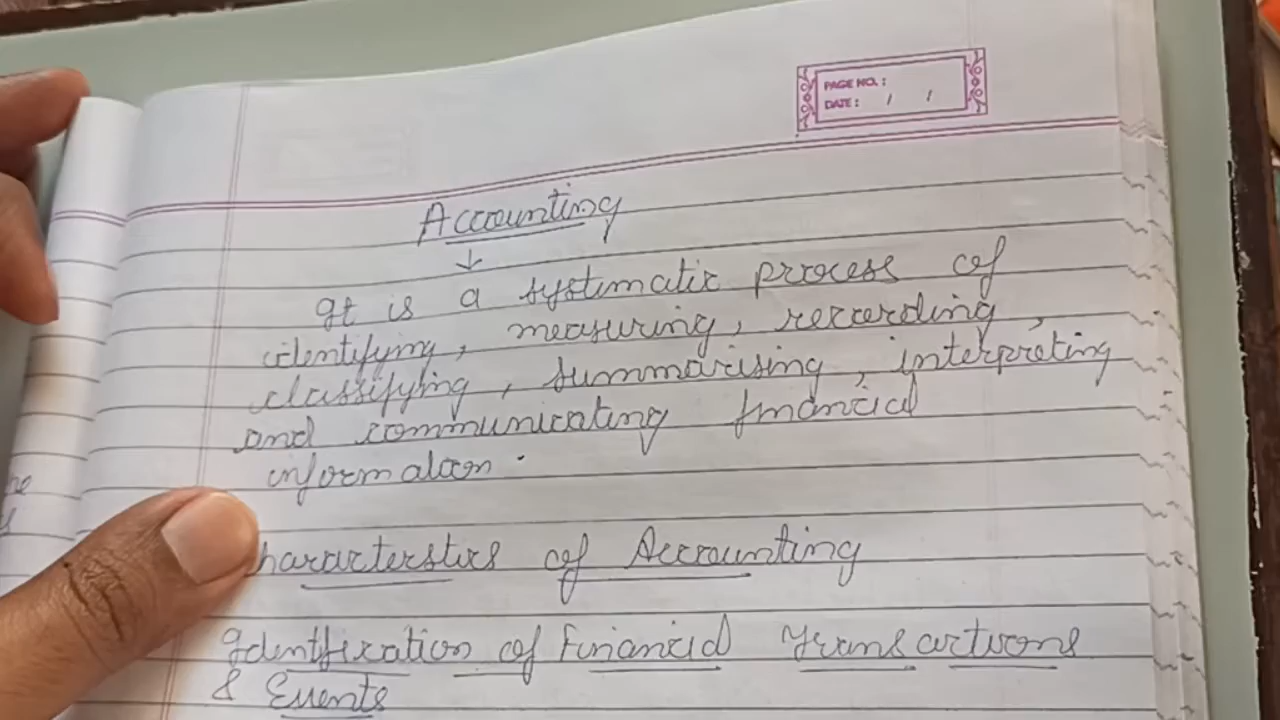 PAGE NO. :
DATE : / /
Accounting
↓
It is a systematic process of
identifying, measuring, recording,
classifying, summarising, interpreting
and communicating financial
information.
haracterstics of Accounting
Identification of Financial Transactions
& Events